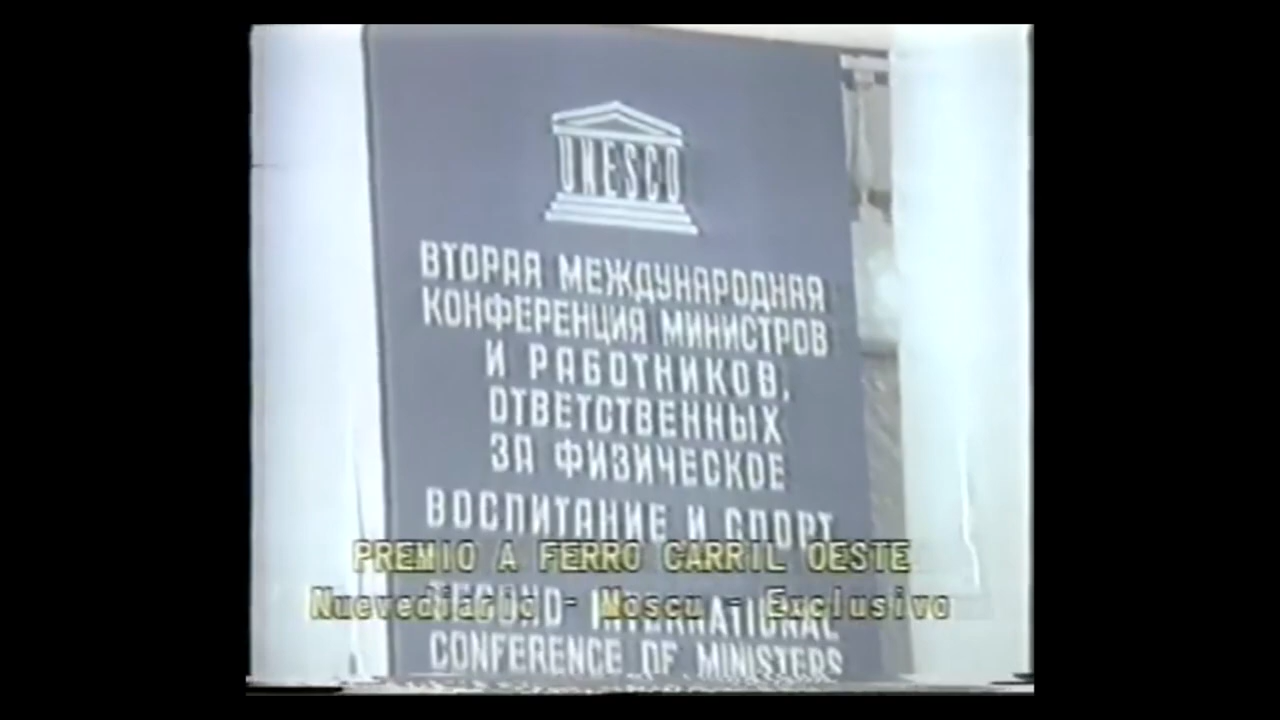 UNESCO
ВТОРАЯ МЕЖДУНАРОДНАЯ
КОНФЕРЕНЦИЯ МИНИСТРОВ
И РАБОТНИКОВ,
ОТВЕТСТВЕННЫХ
ЗА ФИЗИЧЕСКОЕ
ВОСПИТАНИЕ И СПОРТ
PREMIO A FERRO CARRIL OESTE
SECOND INTERNATIONAL
Nuevediario - Moscu - Exclusivo
CONFERENCE OF MINISTERS